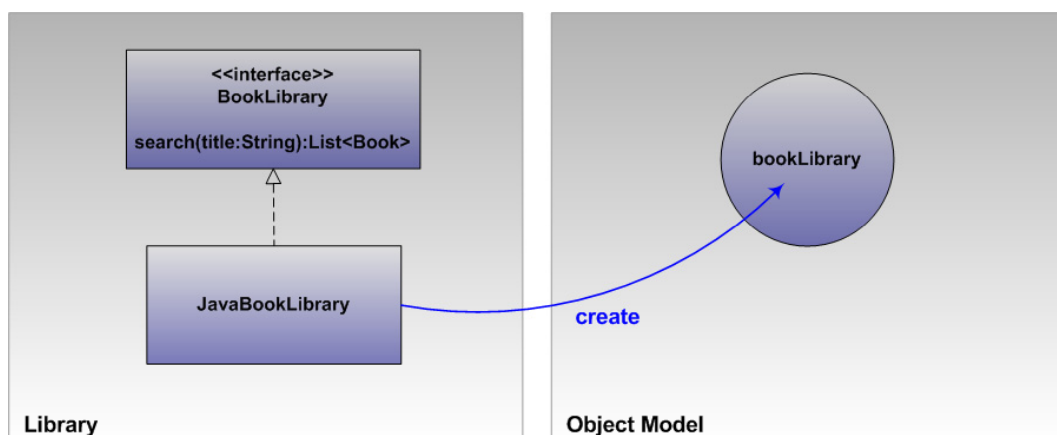 <<interface>>
BookLibrary
search(title:String):List<Book>
JavaBookLibrary
Library
bookLibrary
create
Object Model